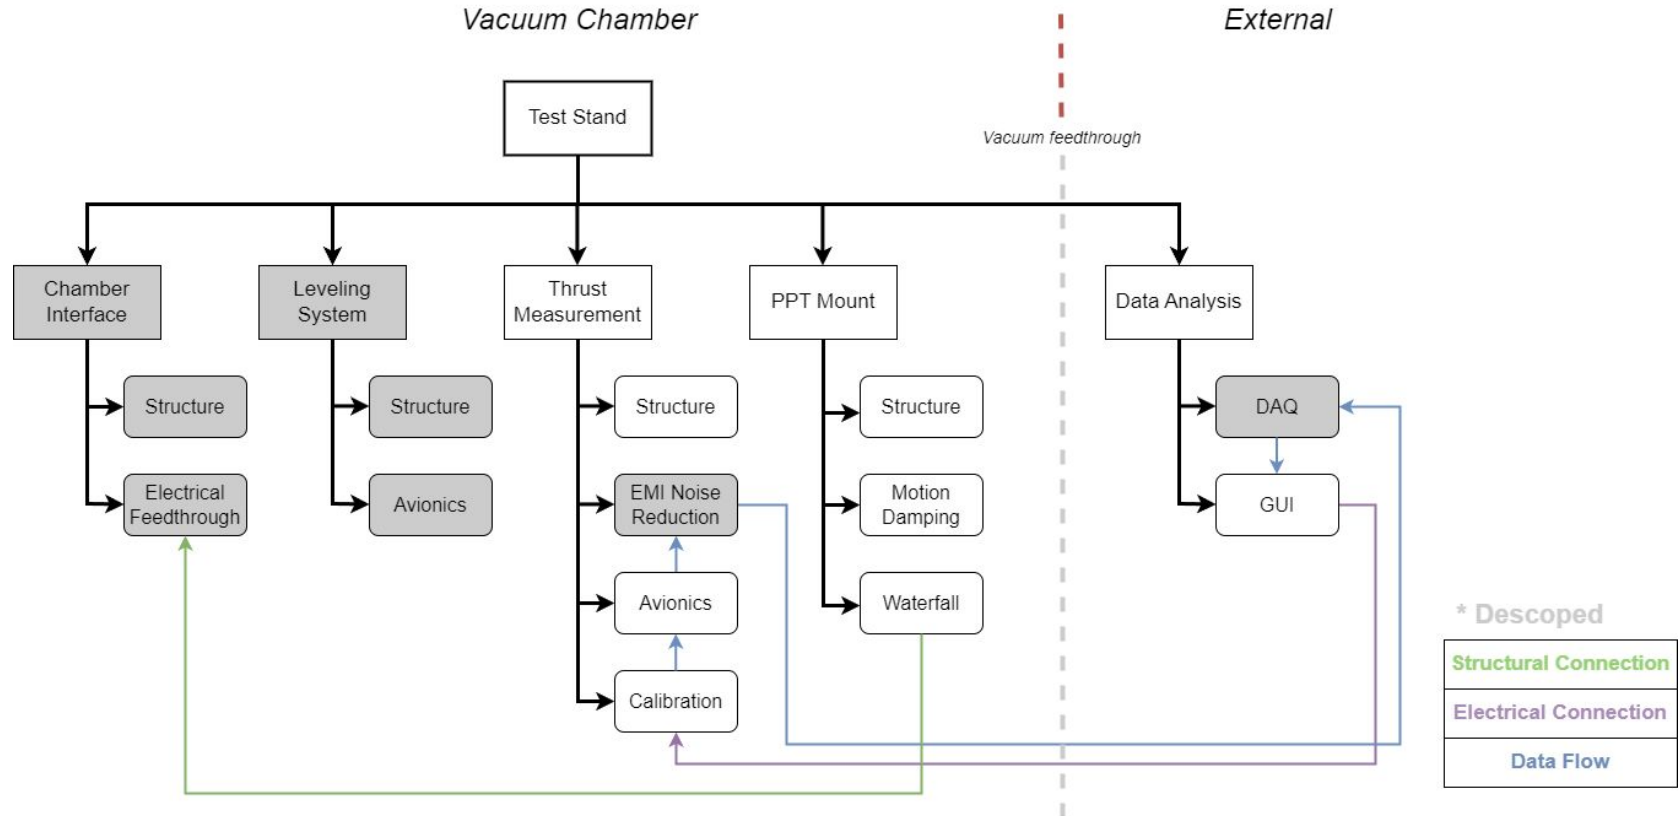 Vacuum Chamber
External
Test Stand
Vacuum feedthrough
Chamber
Interface
Leveling
System
Thrust
Measurement
PPT Mount
Data Analysis
Structure
Structure
Structure
Structure
DAQ
Electrical
Feedthrough
Avionics
EMI Noise
Reduction
Motion
Damping
GUI
Avionics
Waterfall
Calibration
* Descoped
Structural Connection
Electrical Connection
Data Flow